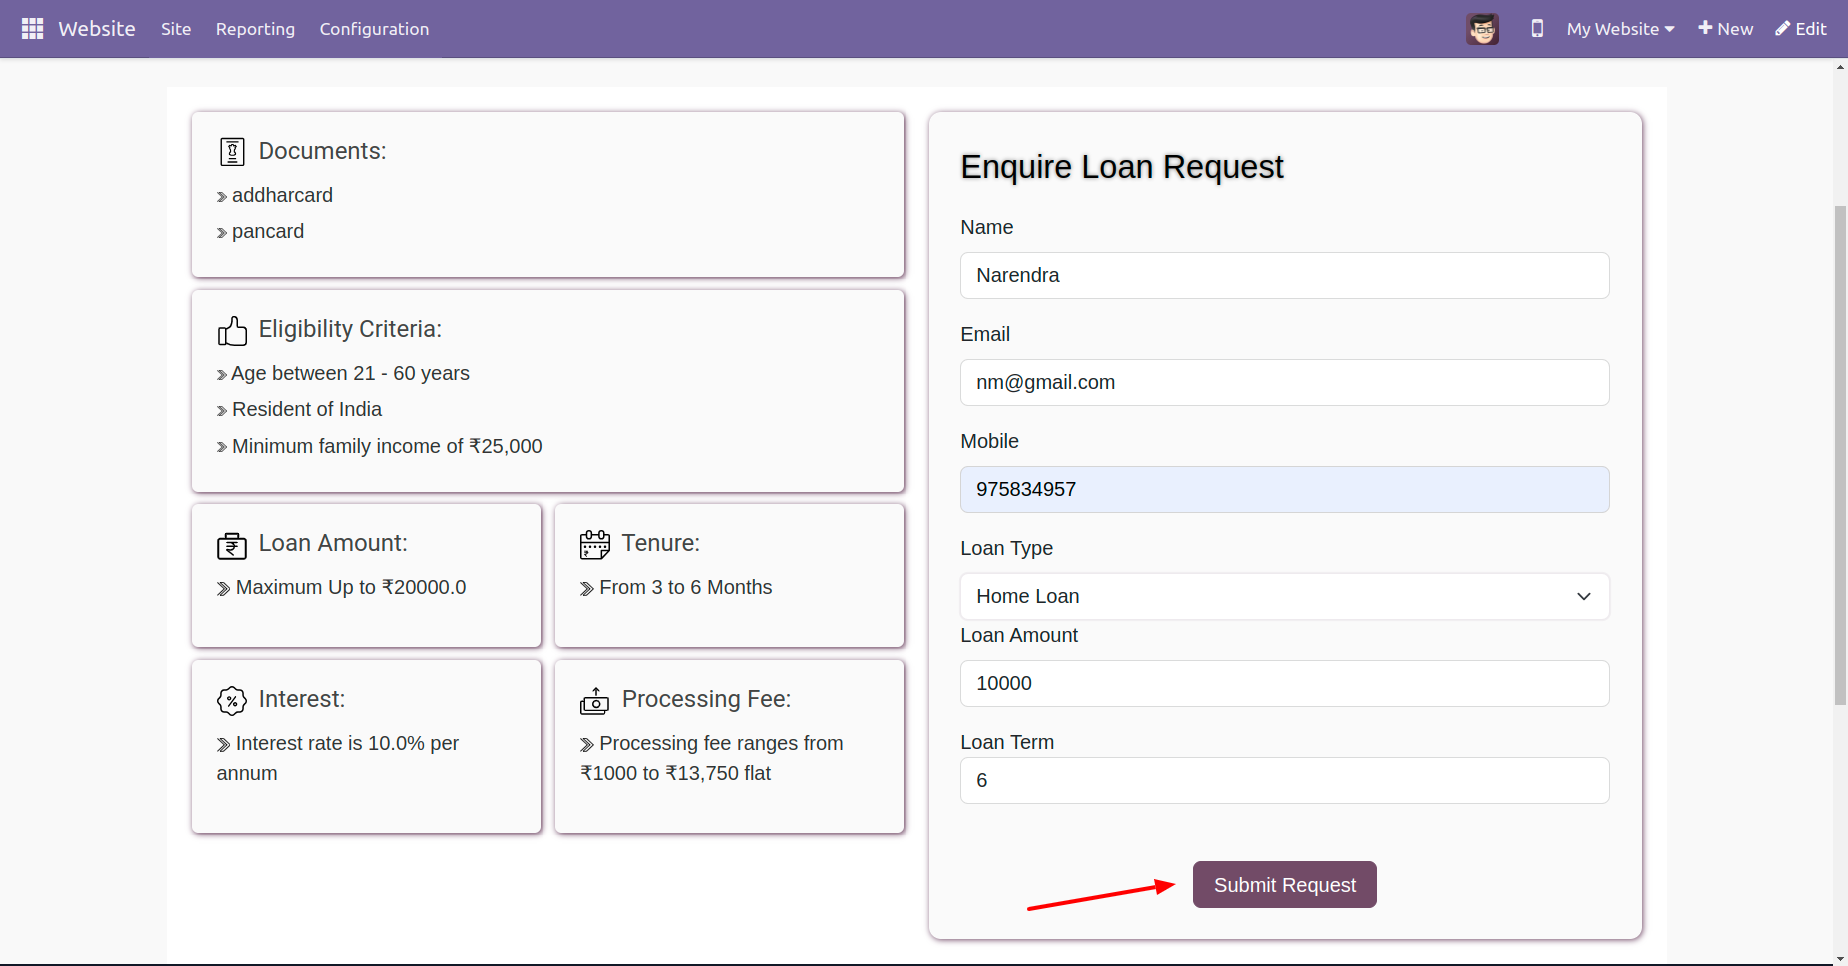 Website Site Reporting Configuration My Website New Edit
Documents:
addharcard
pancard
Eligibility Criteria:
Age between 21 - 60 years
Resident of India
Minimum family income of ₹25,000
Loan Amount:
Maximum Up to ₹20000.0
Tenure:
From 3 to 6 Months
Interest:
Interest rate is 10.0% per
annum
Processing Fee:
Processing fee ranges from
₹1000 to ₹13,750 flat
Enquire Loan Request
Name
Narendra
Email
nm@gmail.com
Mobile
975834957
Loan Type
Home Loan
Loan Amount
10000
Loan Term
6
Submit Request